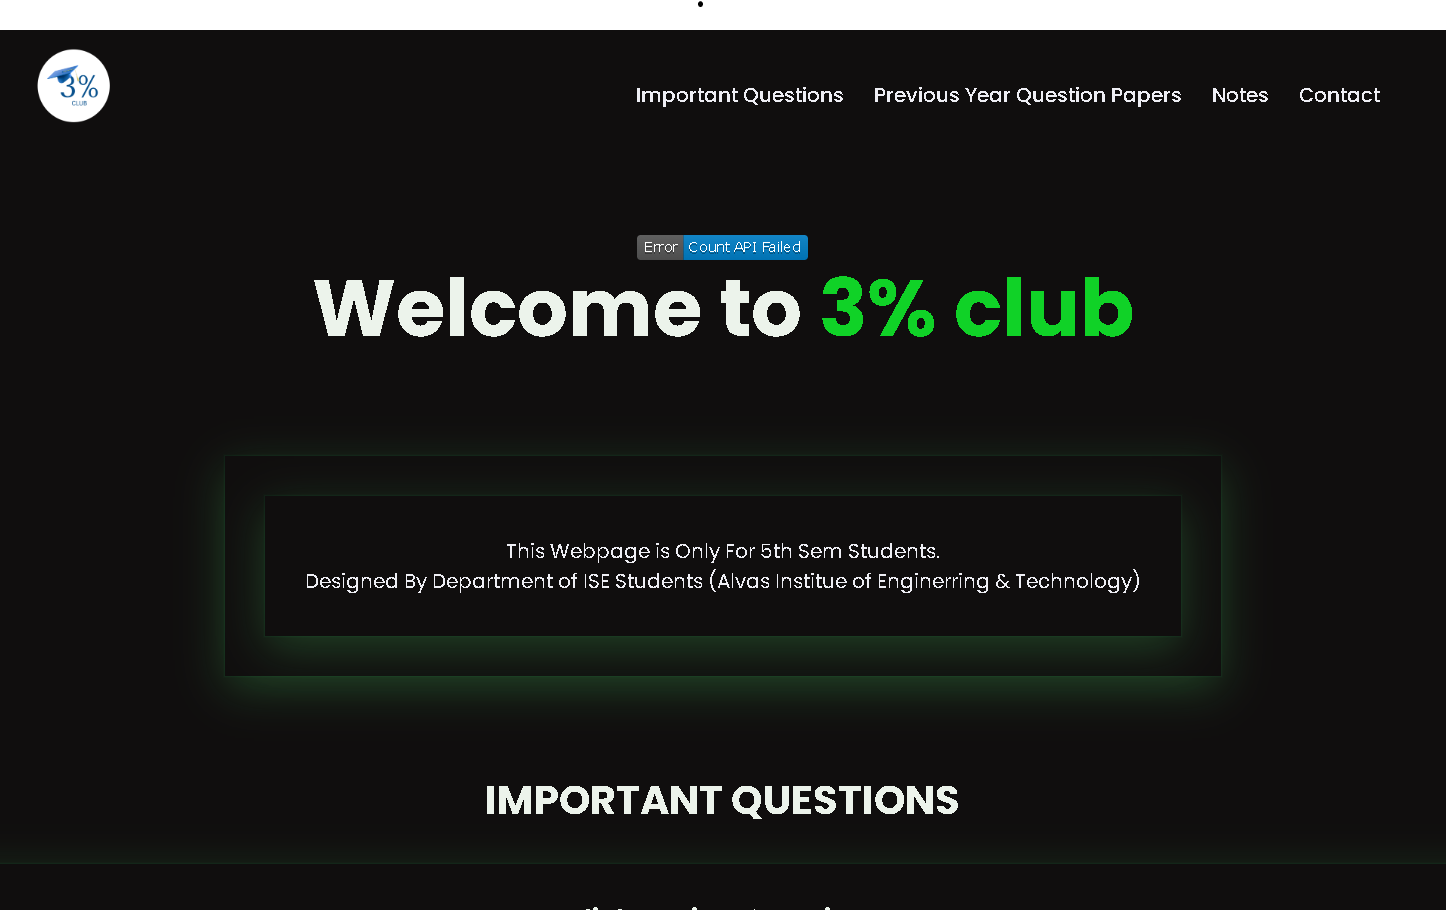 3%
CLUB
Important Questions Previous Year Question Papers Notes Contact
Error Count API Failed
Welcome to 3% club
This Webpage is Only For 5th Sem Students.
Designed By Department of ISE Students (Alvas Institue of Enginerring & Technology)
IMPORTANT QUESTIONS